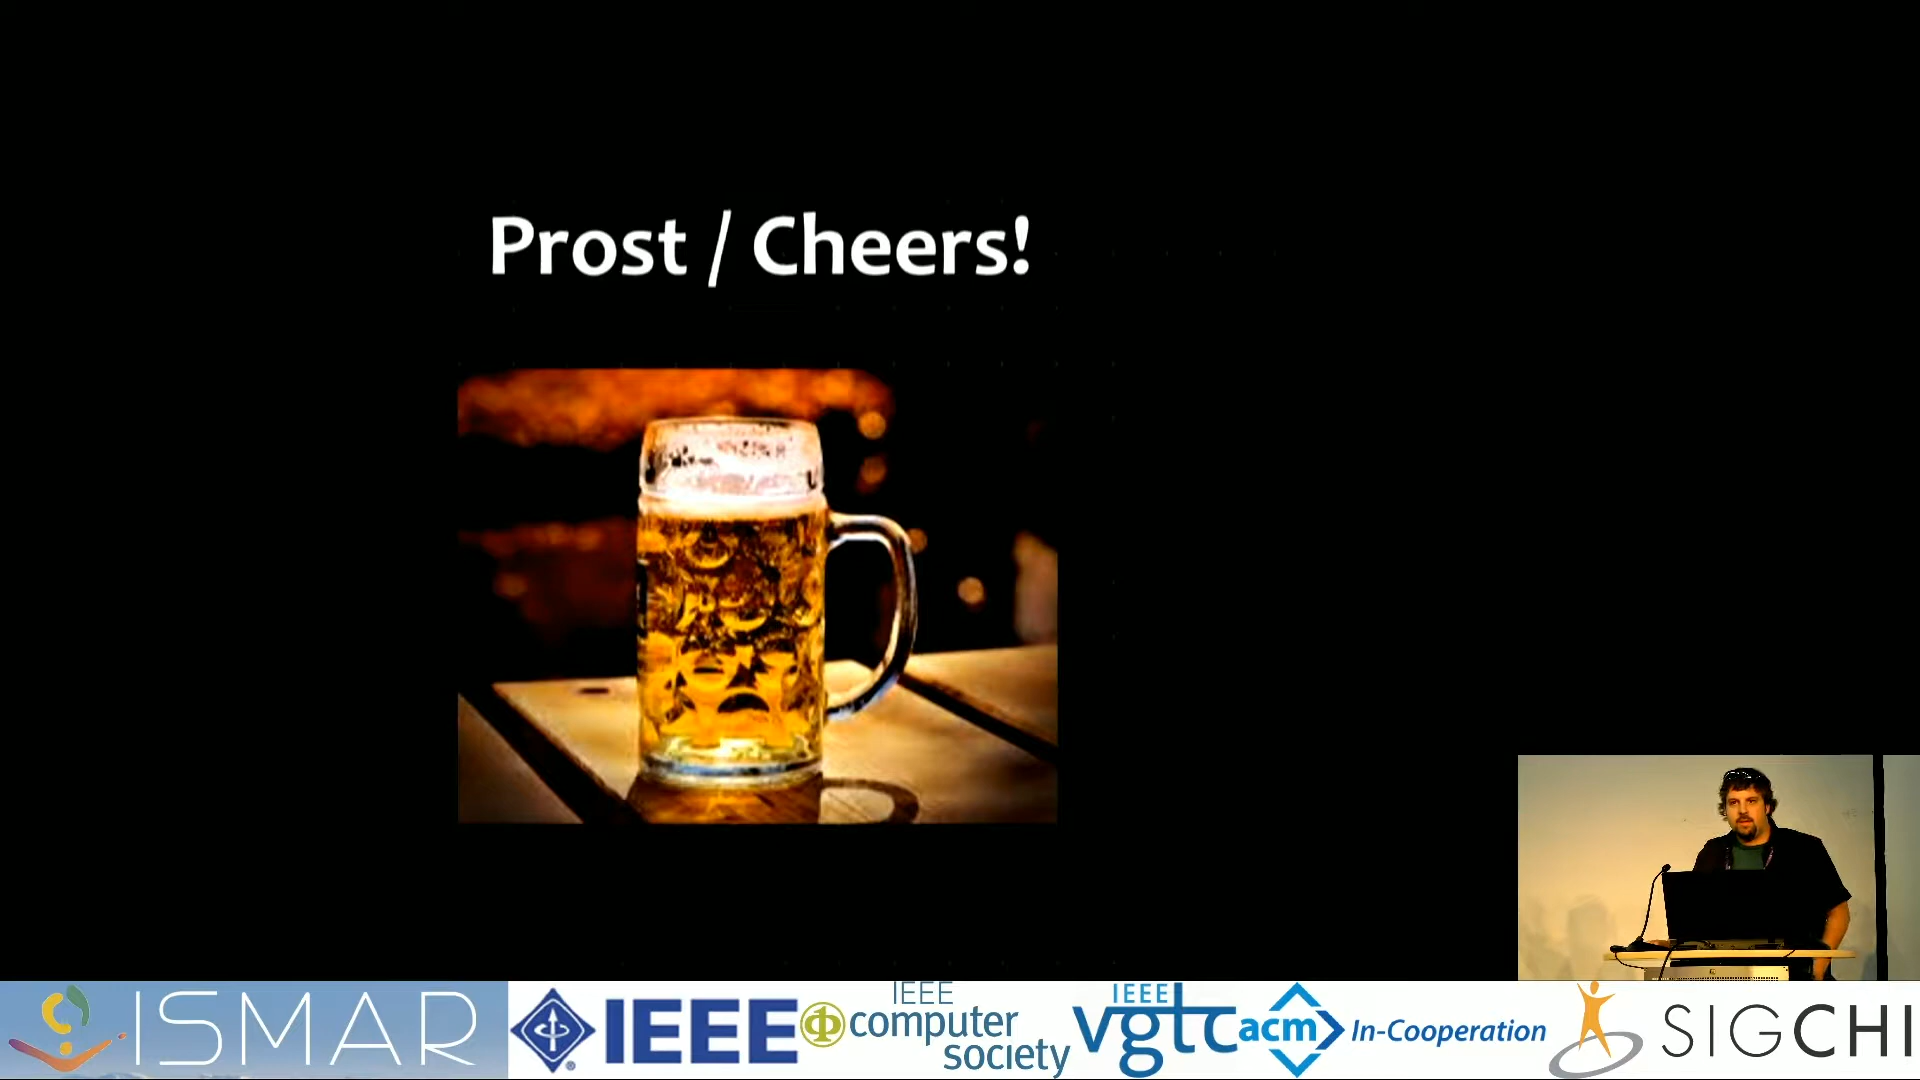 Prost / Cheers!
ISMAR
IEEE
IEEE
computer
society
IEEE
vgtc
acm
In-Cooperation
SIGCHI